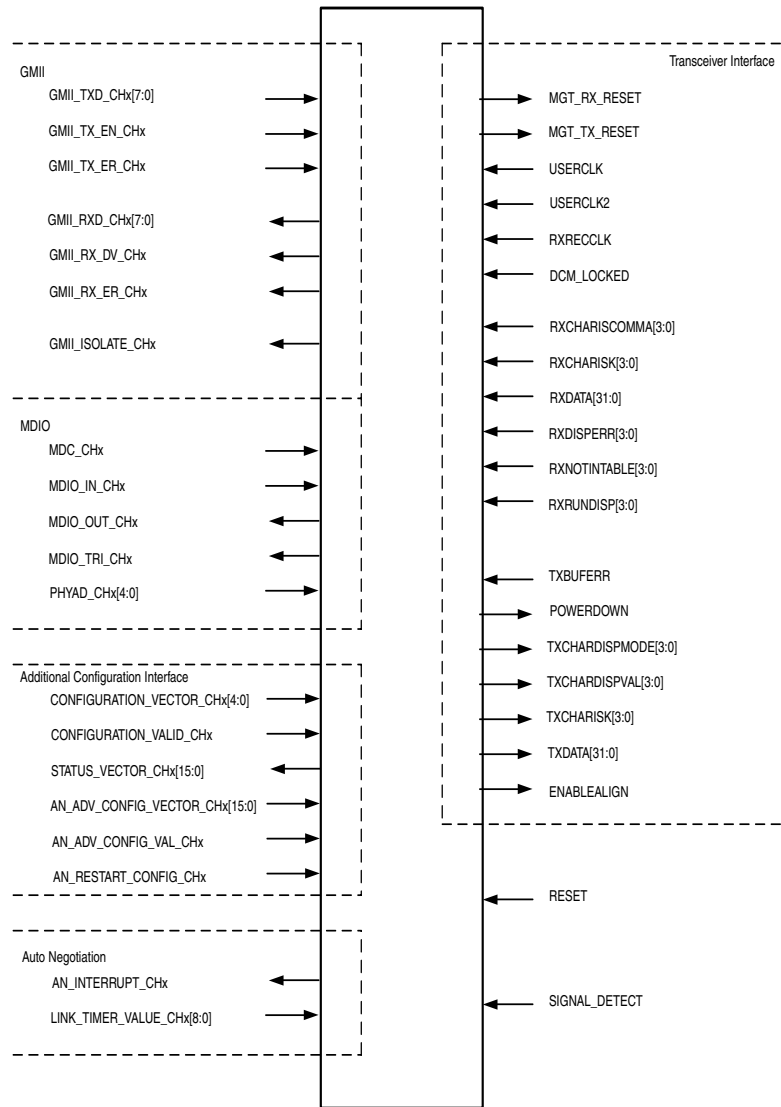 GMII
GMII_TXD_CHx[7:0]
GMII_TX_EN_CHx
GMII_TX_ER_CHx
GMII_RXD_CHx[7:0]
GMII_RX_DV_CHx
GMII_RX_ER_CHx
GMII_ISOLATE_CHx
MDIO
MDC_CHx
MDIO_IN_CHx
MDIO_OUT_CHx
MDIO_TRI_CHx
PHYAD_CHx[4:0]
Additional Configuration Interface
CONFIGURATION_VECTOR_CHx[4:0]
CONFIGURATION_VALID_CHx
STATUS_VECTOR_CHx[15:0]
AN_ADV_CONFIG_VECTOR_CHx[15:0]
AN_ADV_CONFIG_VAL_CHx
AN_RESTART_CONFIG_CHx
Auto Negotiation
AN_INTERRUPT_CHx
LINK_TIMER_VALUE_CHx[8:0]
Transceiver Interface
MGT_RX_RESET
MGT_TX_RESET
USERCLK
USERCLK2
RXRECCLK
DCM_LOCKED
RXCHARISCOMMA[3:0]
RXCHARISK[3:0]
RXDATA[31:0]
RXDISPERR[3:0]
RXNOTINTABLE[3:0]
RXRUNDISP[3:0]
TXBUFERR
POWERDOWN
TXCHARDISPMODE[3:0]
TXCHARDISPVAL[3:0]
TXCHARISK[3:0]
TXDATA[31:0]
ENABLEALIGN
RESET
SIGNAL_DETECT